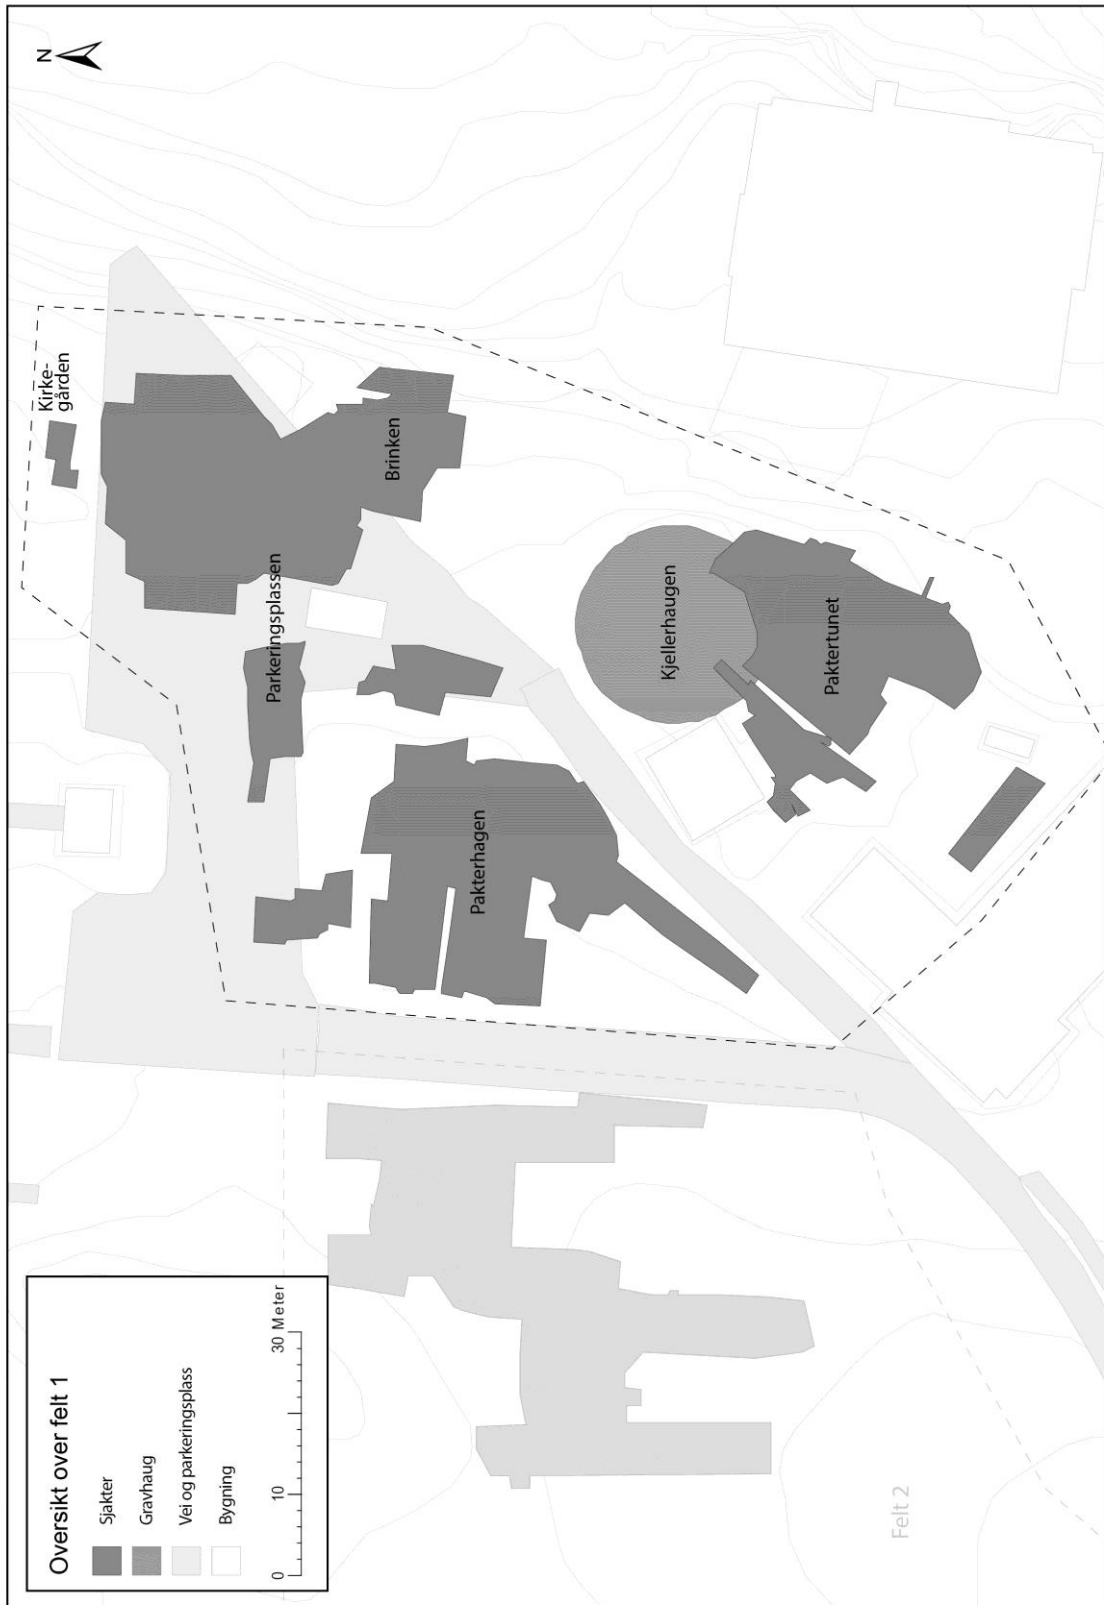 N
Kirke-
gården
Brinken
Parkeringsplassen
Kjellerhaugen
Paktertunet
Pakterhagen
Felt 2
Oversikt over felt 1
Sjakter
Gravhaug
Vei og parkeringsplass
Bygning
0 10 30 Meter